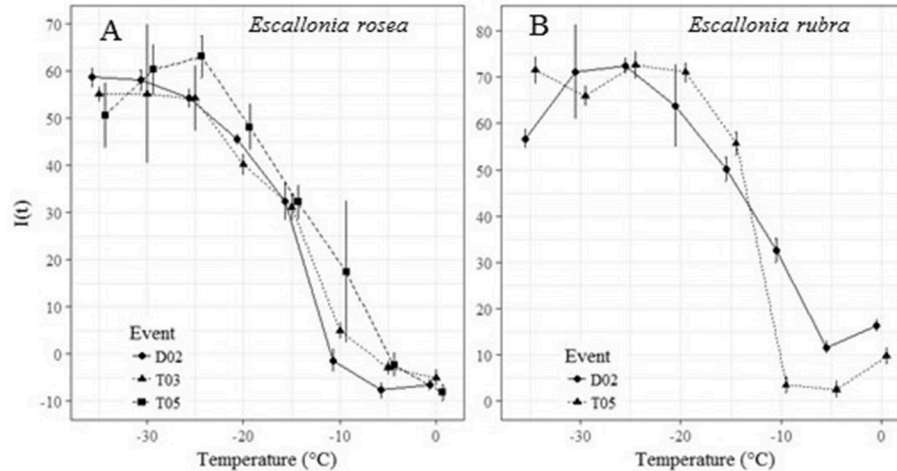 A
Escallonia rosea
I(t)
70
60
50
40
30
20
10
0
-10
Event
D02
T03
T05
-30
-20
-10
0
Temperature (°C)
B
Escallonia rubra
80
70
60
50
40
30
20
10
0
Event
D02
T05
-30
-20
-10
0
Temperature (°C)